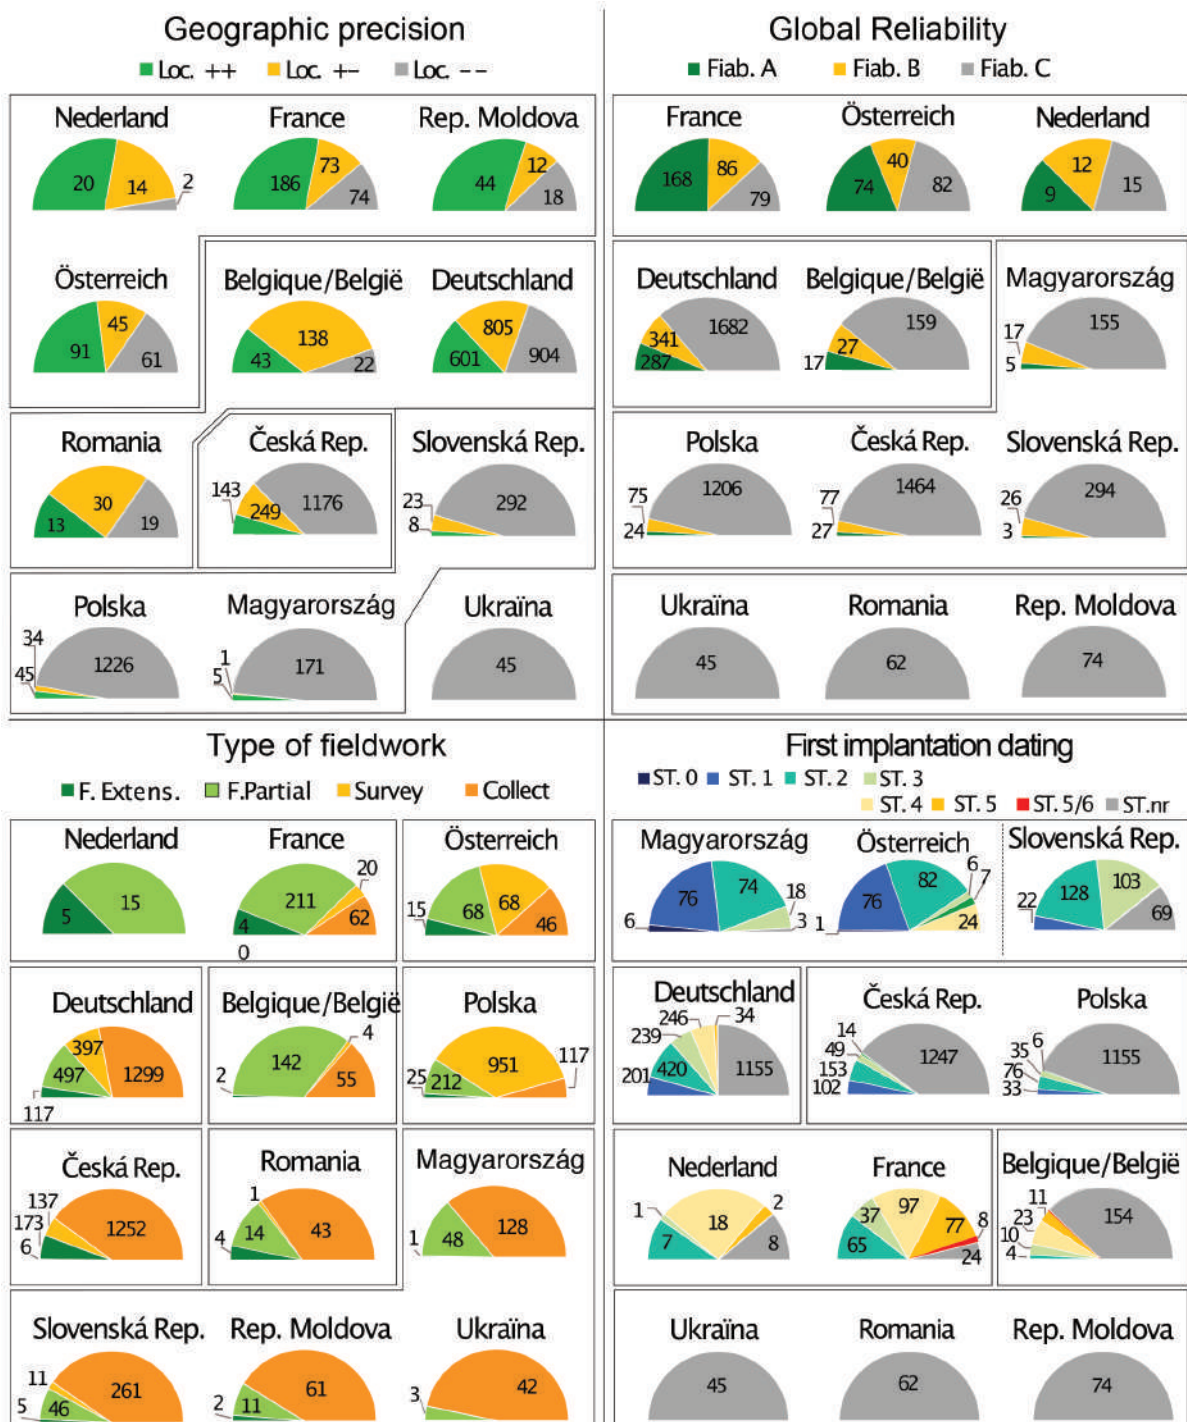 Geographic precision
Loc. ++ Loc. +- Loc. --
Nederland France Rep. Moldova
20 14 2 186 73 74 44 12 18
Österreich Belgique/België Deutschland
91 45 61 43 138 22 601 805 904
Romania Česká Rep. Slovenská Rep.
13 30 19 143 249 1176 23 8 292
Polska Magyarország Ukraïna
34 45 1226 1 5 171 45
Global Reliability
Fiab. A Fiab. B Fiab. C
France Österreich Nederland
168 86 79 74 40 82 9 12 15
Deutschland Belgique/België Magyarország
341 287 1682 17 27 159 17 5 155
Polska Česká Rep. Slovenská Rep.
75 24 1206 77 27 1464 26 3 294
Ukraïna Romania Rep. Moldova
45 62 74
Type of fieldwork
F. Extens. F.Partial Survey Collect
Nederland France Österreich
5 15 4 0 211 20 62 15 68 68 46
Deutschland Belgique/België Polska
117 497 397 1299 2 142 4 55 25 212 951 117
Česká Rep. Romania Magyarország
137 173 6 1252 4 14 1 43 1 48 128
Slovenská Rep. Rep. Moldova Ukraïna
11 5 46 261 2 11 61 3 42
First implantation dating
ST. 0 ST. 1 ST. 2 ST. 3
ST. 4 ST. 5 ST. 5/6 ST.nr
Magyarország Österreich Slovenská Rep.
6 76 74 18 3 1 76 82 6 7 24 22 128 103 69
Deutschland Česká Rep. Polska
201 420 239 246 34 1155 14 49 153 102 1247 6 35 76 33 1155
Nederland France Belgique/België
1 7 18 2 8 65 37 97 77 8 24 11 23 10 4 154
Ukraïna Romania Rep. Moldova
45 62 74